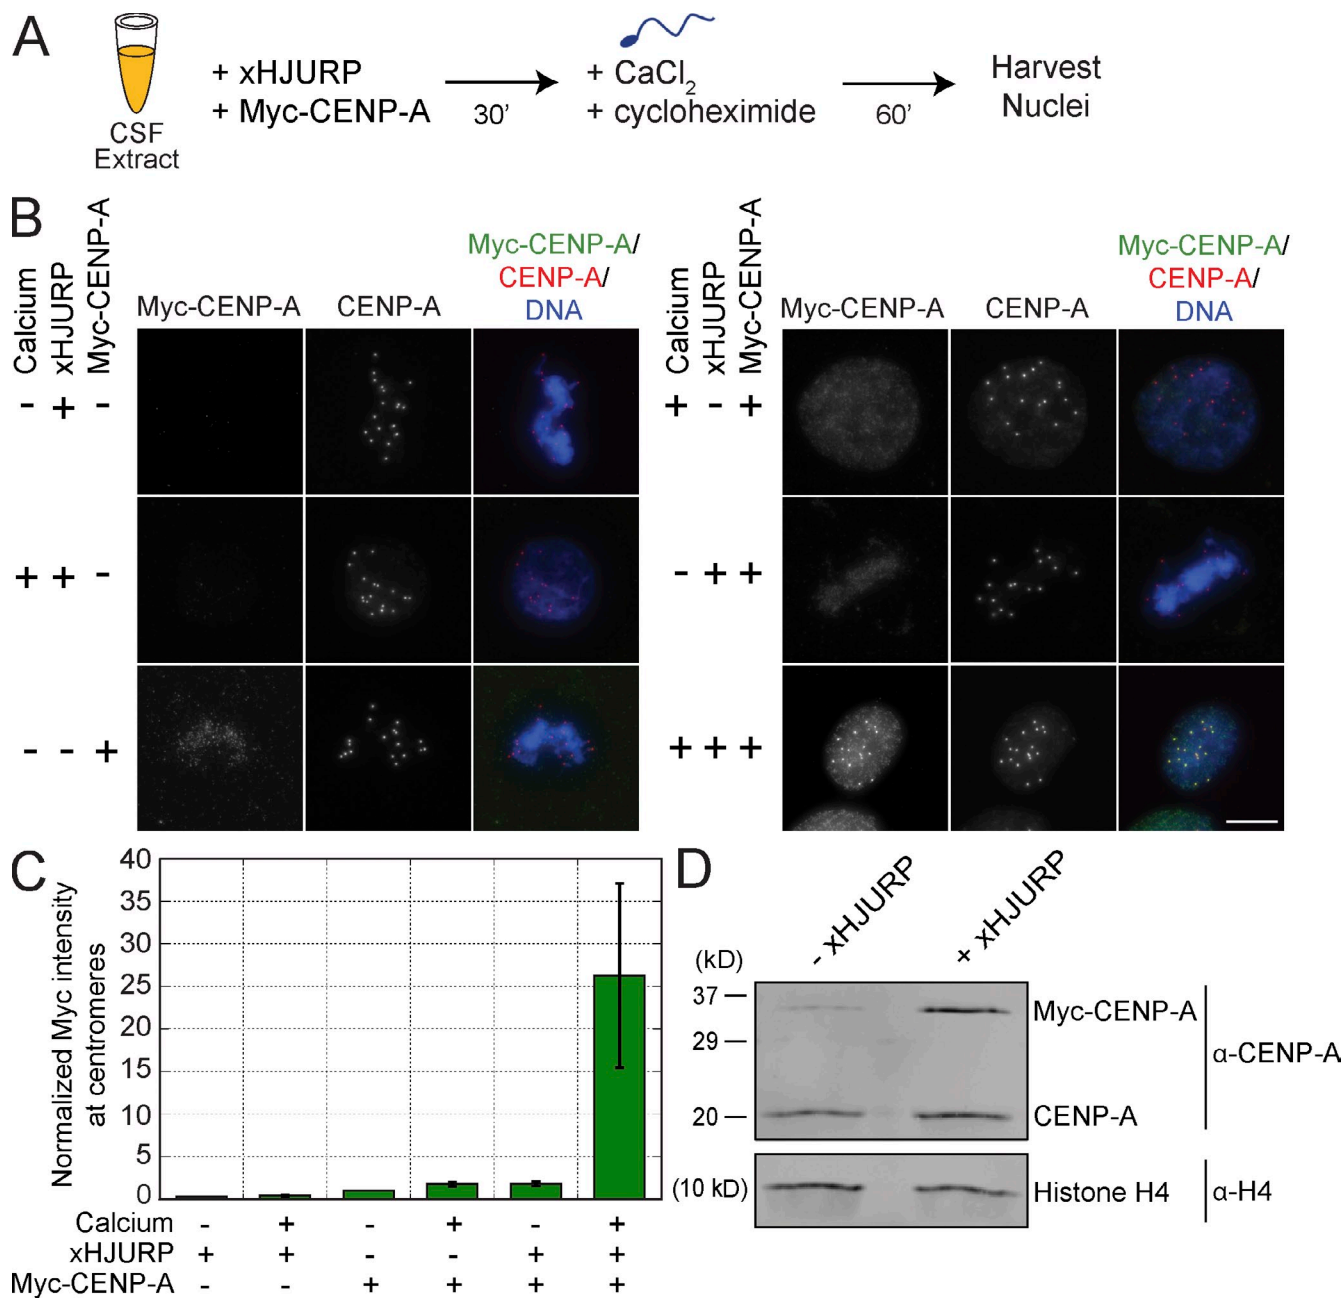 A
CSF
Extract
+ xHJURP
+ Myc-CENP-A
30’
+ CaCl2
+ cycloheximide
60’
Harvest
Nuclei
B
Calcium
xHJURP
Myc-CENP-A
Myc-CENP-A
CENP-A
Myc-CENP-A/
CENP-A/
DNA
- + -
+ + -
- - +
Calcium
xHJURP
Myc-CENP-A
Myc-CENP-A
CENP-A
Myc-CENP-A/
CENP-A/
DNA
+ - +
- + +
+ + +
C
Normalized Myc intensity
at centromeres
40
35
30
25
20
15
10
5
0
Calcium - + - + - +
xHJURP + + - - + +
Myc-CENP-A - - + + + +
D
- xHJURP
+ xHJURP
(kD)
37
29
20
Myc-CENP-A
CENP-A
α-CENP-A
(10 kD)
Histone H4
α-H4